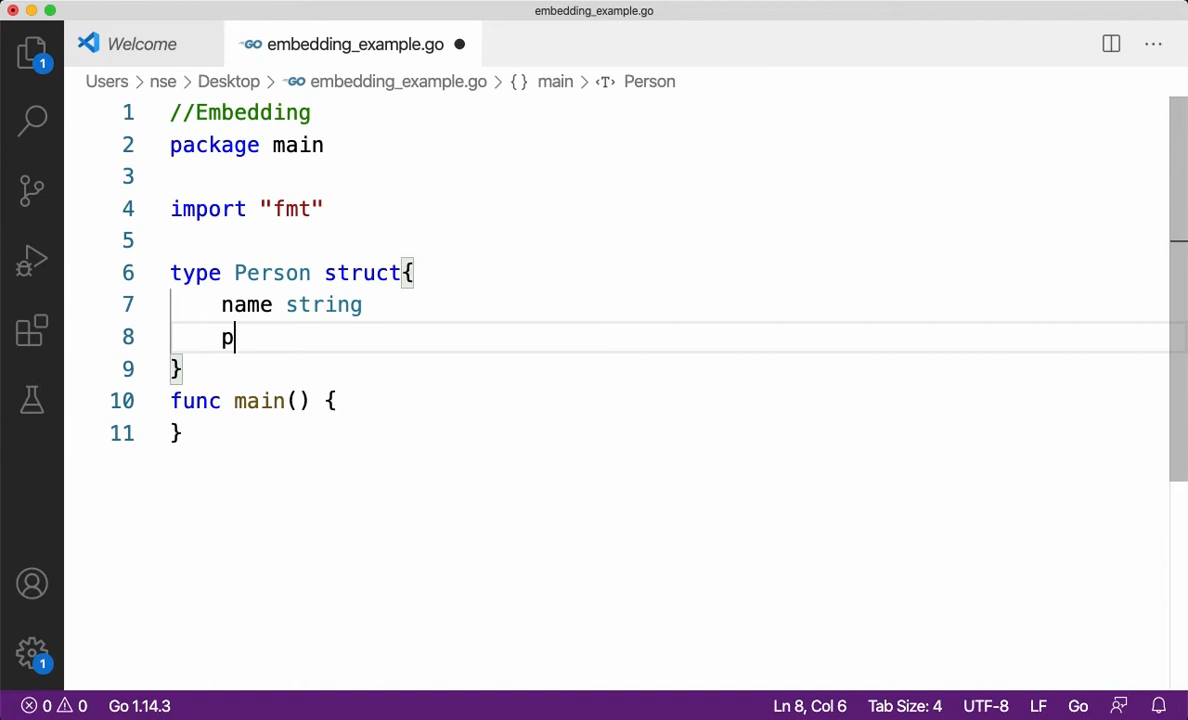 embedding_example.go
Welcome
GO embedding_example.go
1
Users > nse > Desktop > GO embedding_example.go > {} main > <T> Person
1 //Embedding
2 package main
3
4 import "fmt"
5
6 type Person struct{
7 name string
8 p
9 }
10 func main() {
11 }
1
0 0 Go 1.14.3 Ln 8, Col 6 Tab Size: 4 UTF-8 LF Go